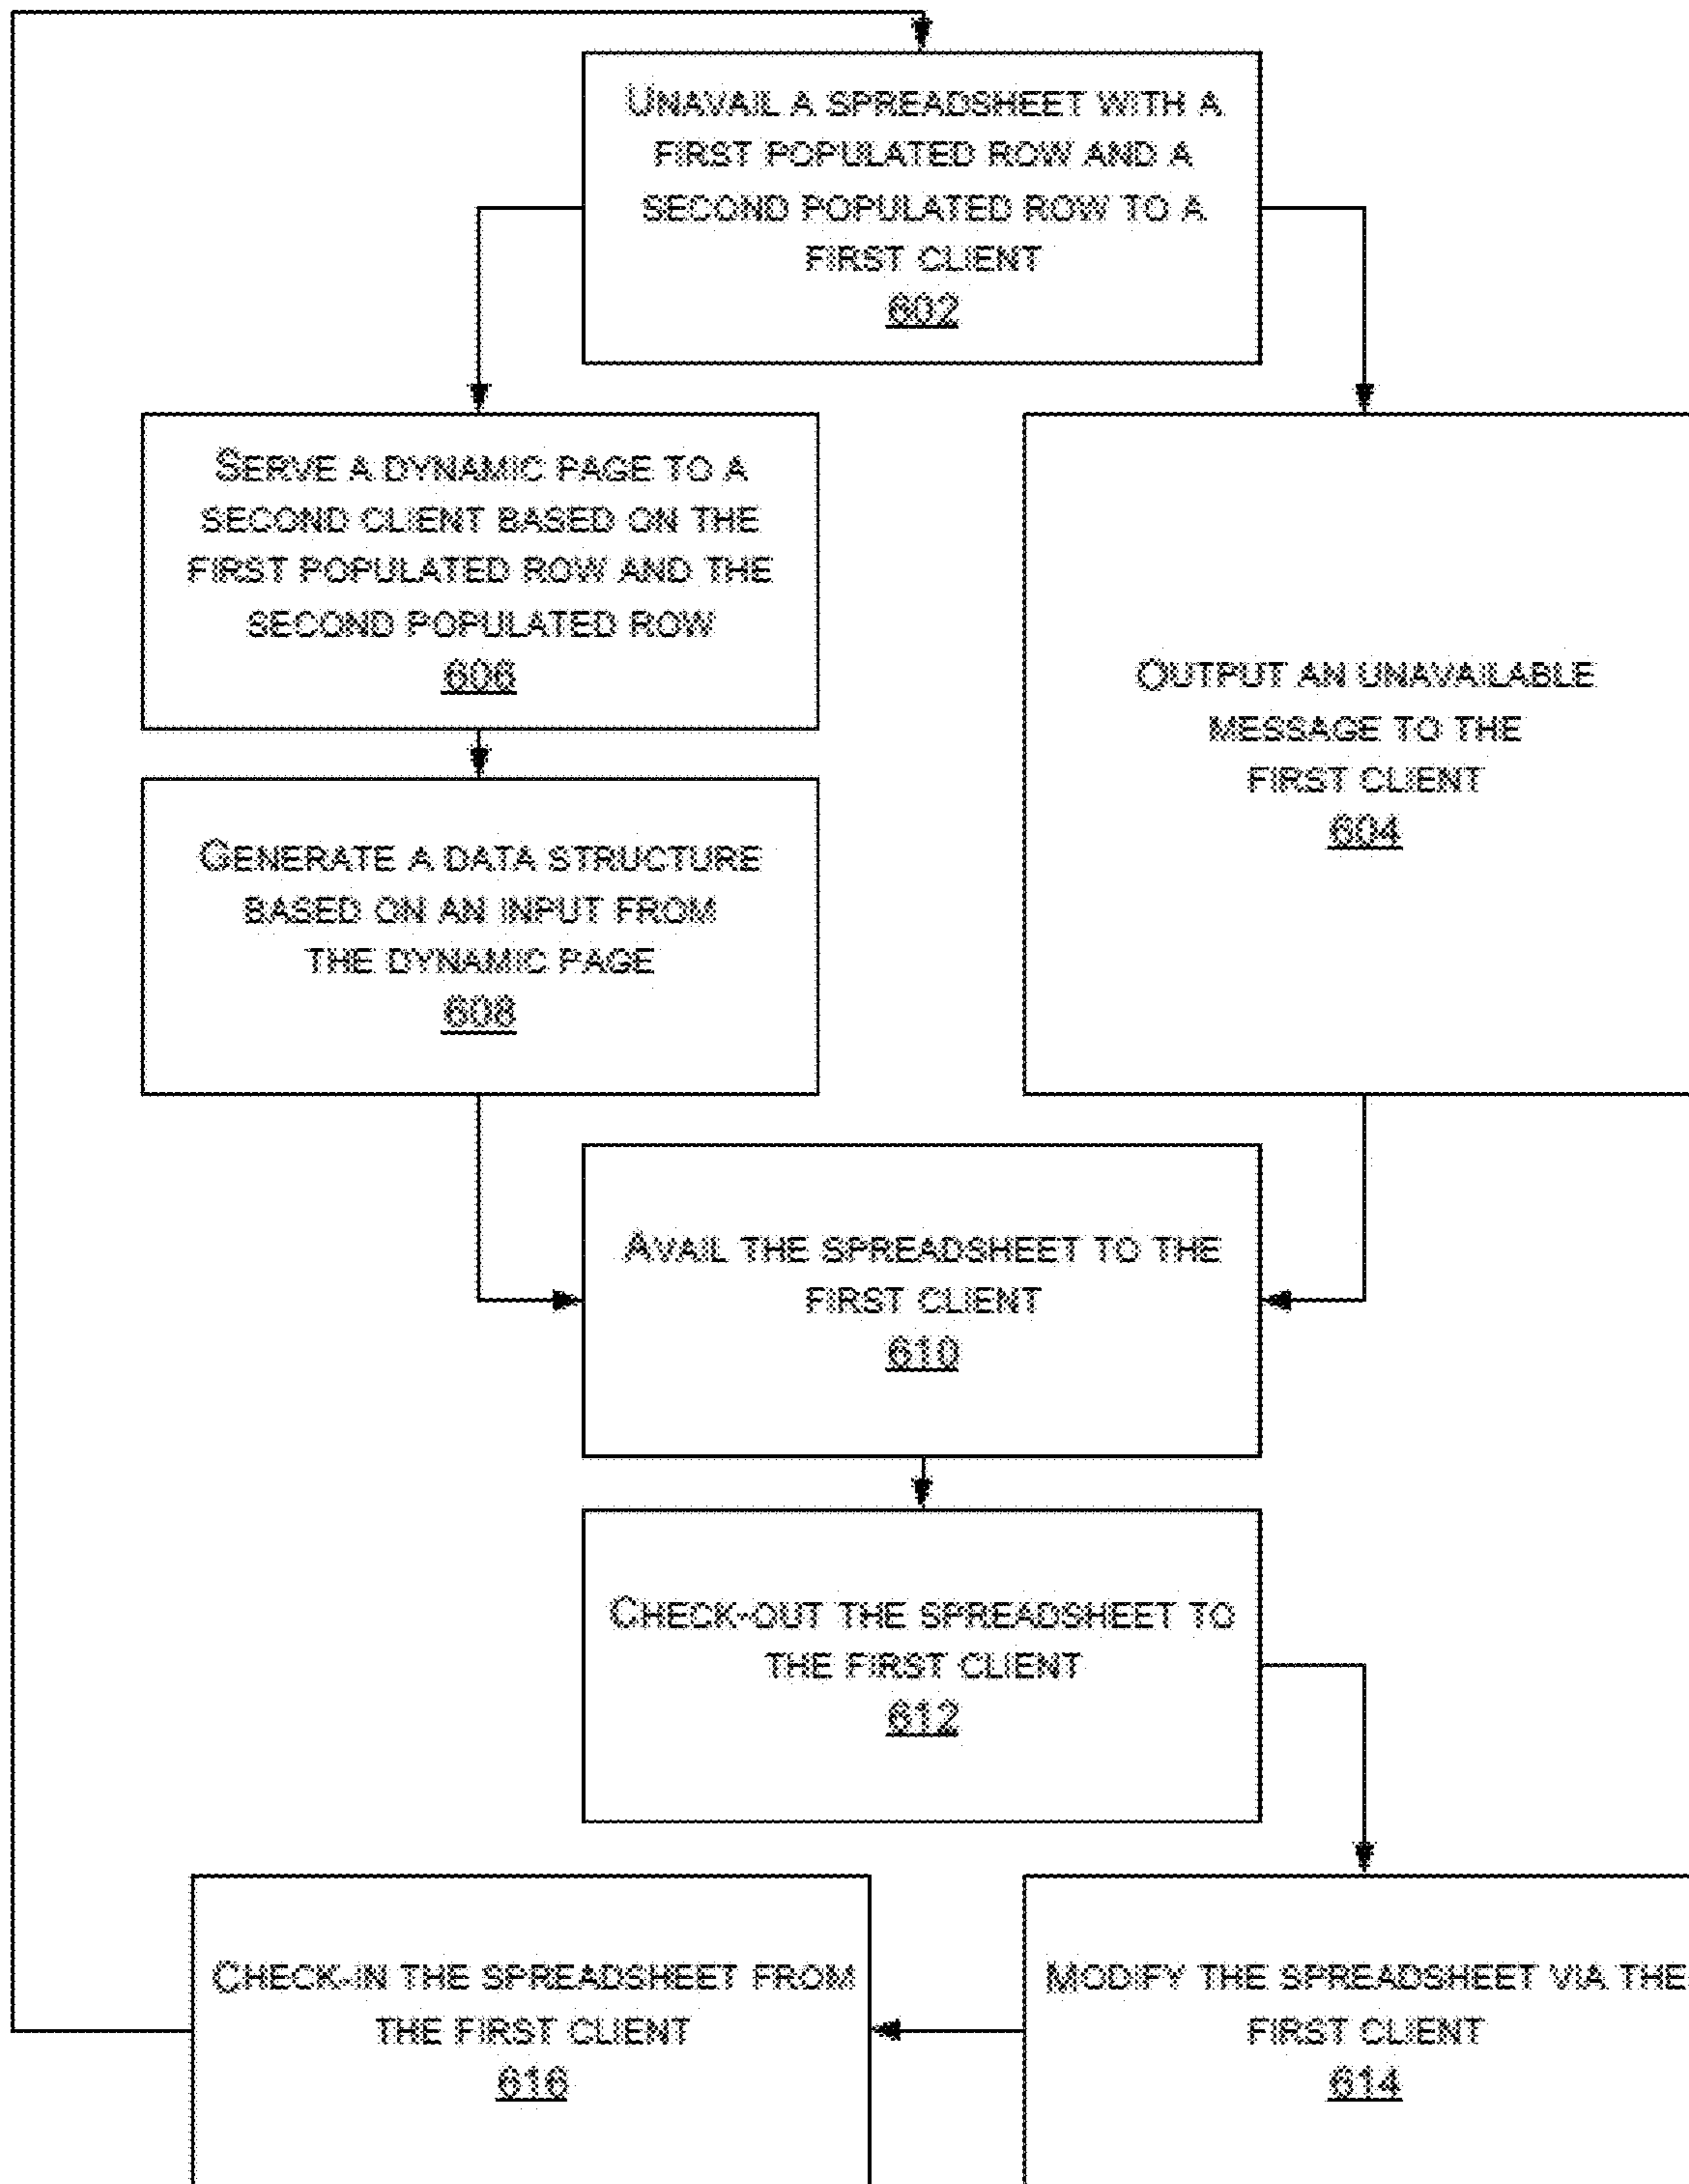 UNAVAIL A SPREADSHEET WITH A
FIRST POPULATED ROW AND A
SECOND POPULATED ROW TO A
FIRST CLIENT
602
SERVE A DYNAMIC PAGE TO A
SECOND CLIENT BASED ON THE
FIRST POPULATED ROW AND THE
SECOND POPULATED ROW
606
OUTPUT AN UNAVAILABLE
MESSAGE TO THE
FIRST CLIENT
604
GENERATE A DATA STRUCTURE
BASED ON AN INPUT FROM
THE DYNAMIC PAGE
608
AVAIL THE SPREADSHEET TO THE
FIRST CLIENT
610
CHECK-OUT THE SPREADSHEET TO
THE FIRST CLIENT
612
CHECK-IN THE SPREADSHEET FROM
THE FIRST CLIENT
616
MODIFY THE SPREADSHEET VIA THE
FIRST CLIENT
614